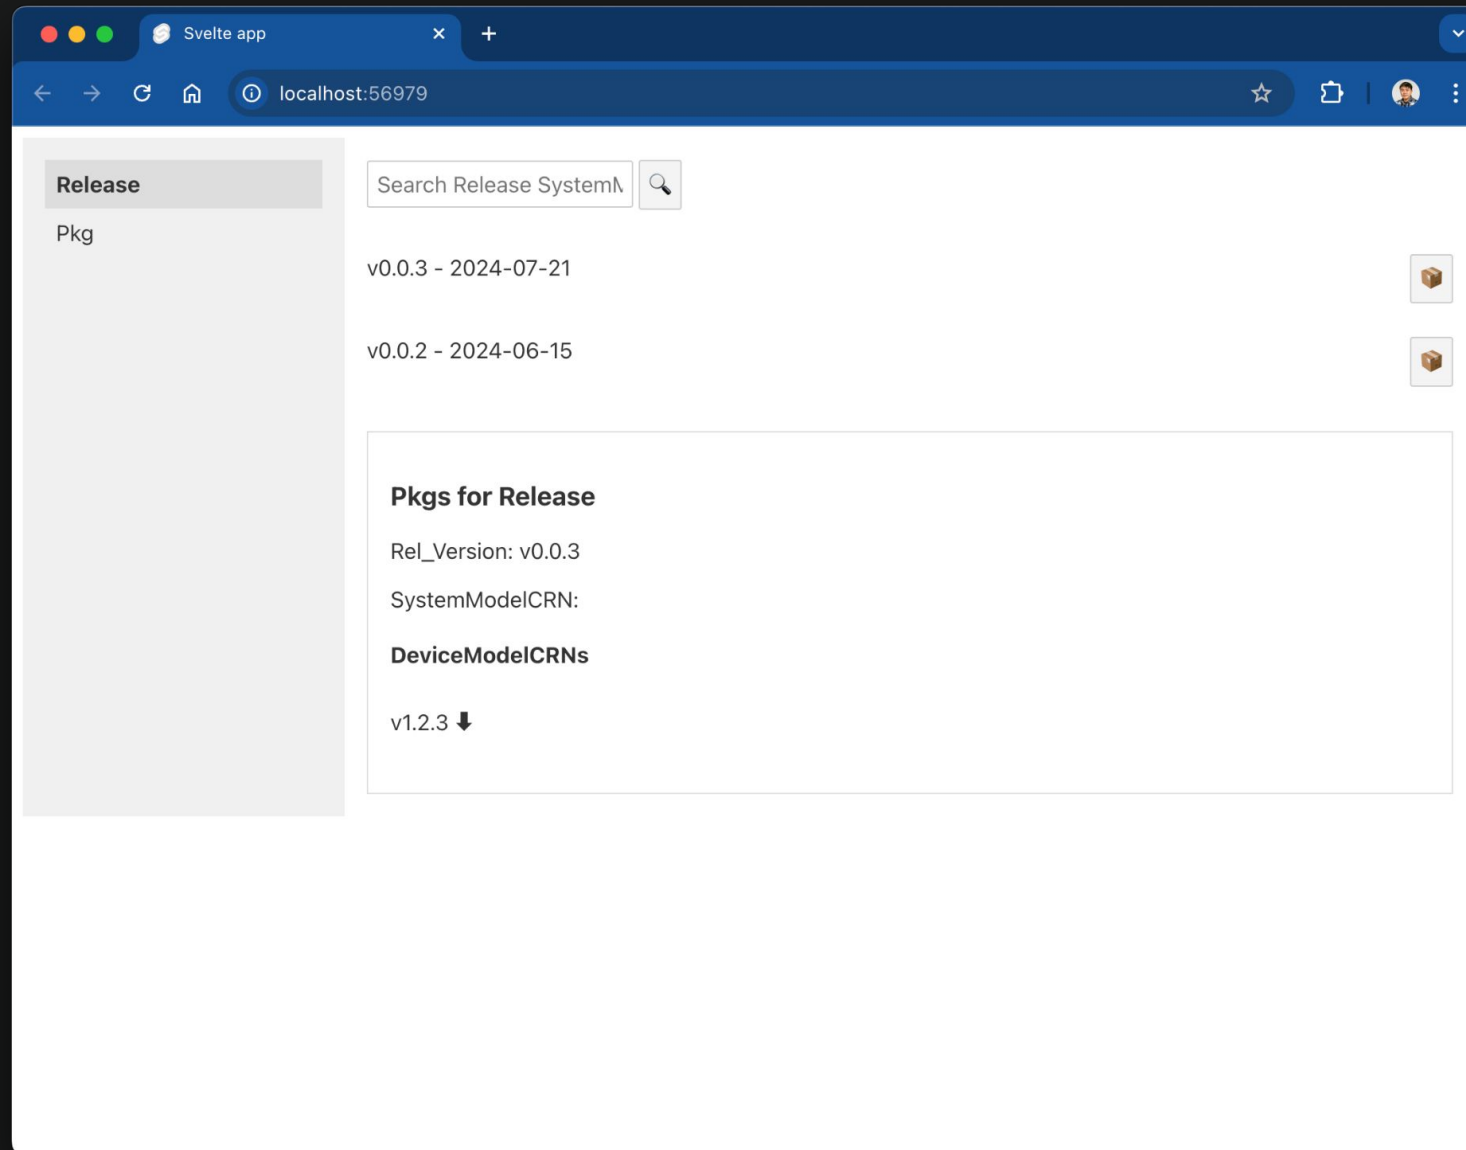 Svelte app
localhost:56979
Release
Pkg
Search Release System
v0.0.3 - 2024-07-21
v0.0.2 - 2024-06-15
Pkgs for Release
Rel_Version: v0.0.3
SystemModelCRN:
DeviceModelCRNs
v1.2.3